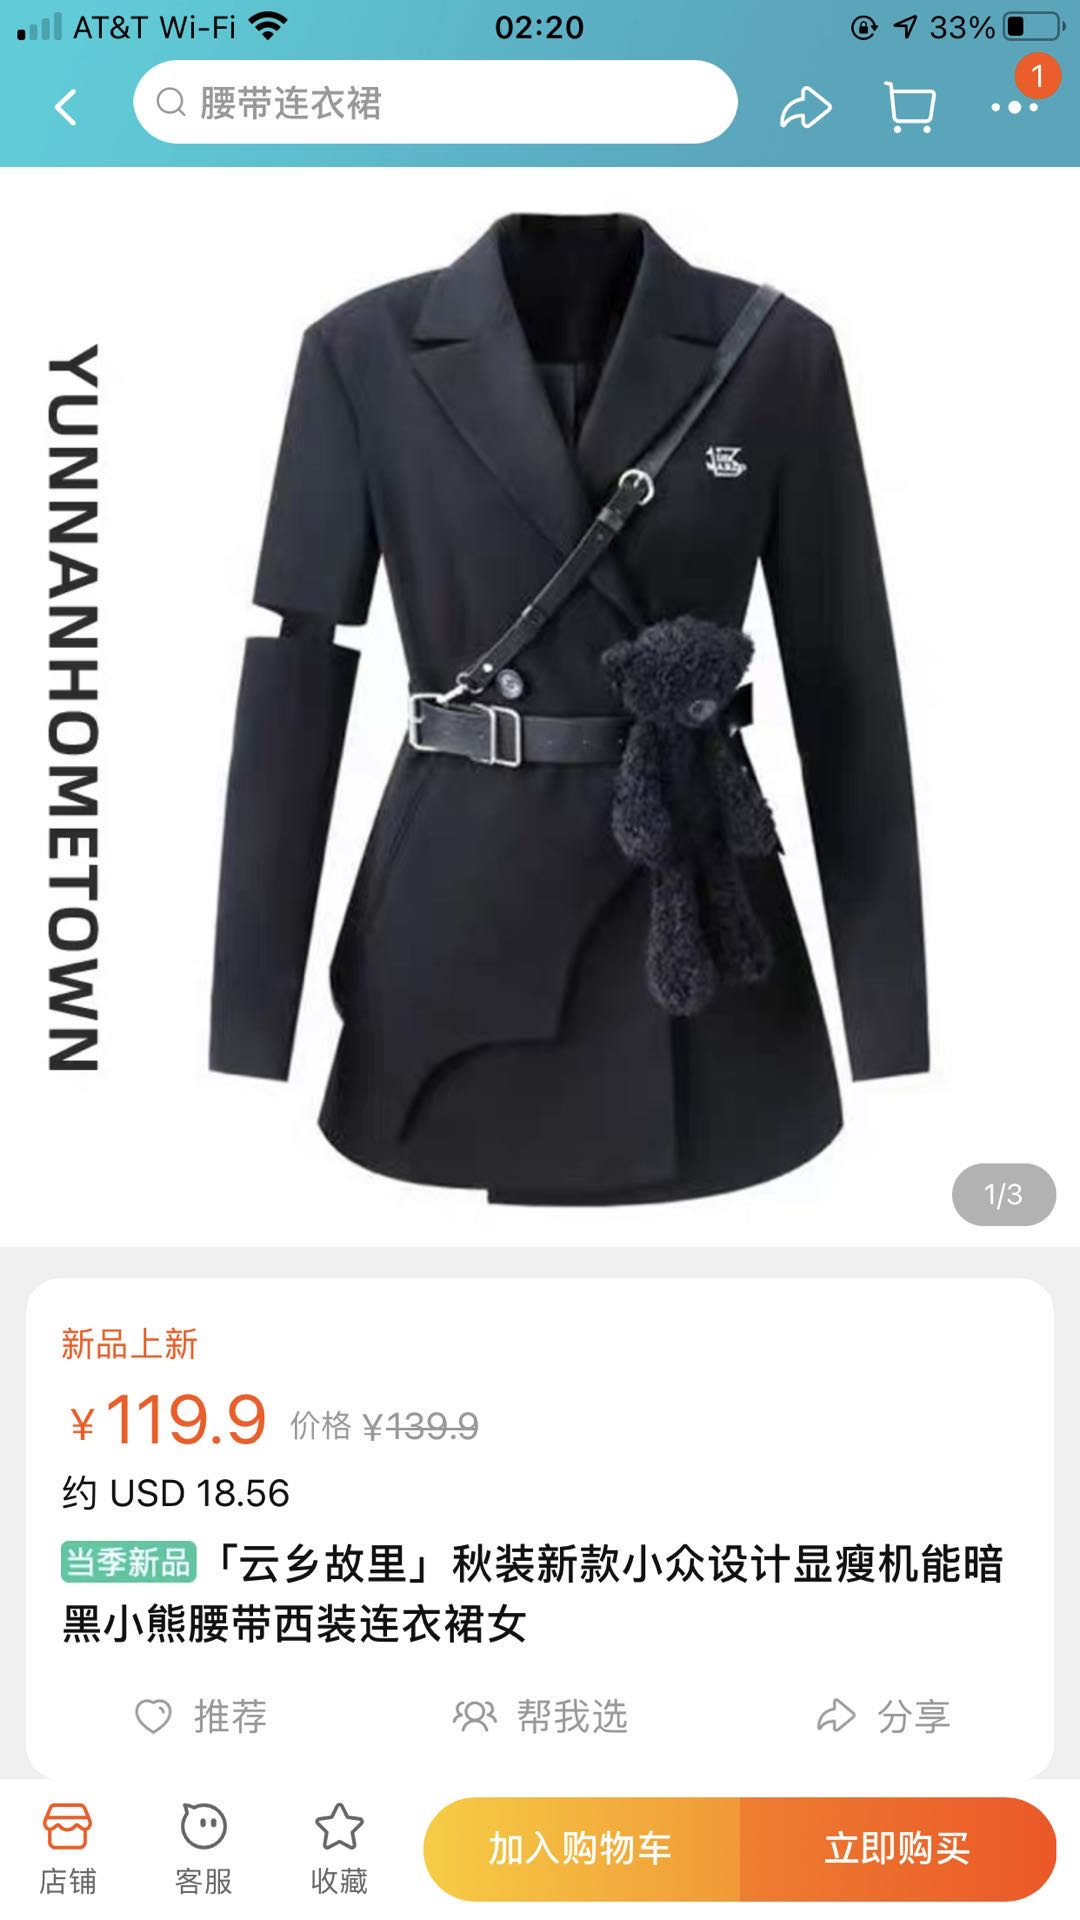 AT&T Wi-Fi 02:20 33%
腰带连衣裙
1
YUNNANHOMETOWN
1/3
新品上新
¥119.9 价格 ¥139.9
约 USD 18.56
当季新品「云乡故里」秋装新款小众设计显瘦机能暗
黑小熊腰带西装连衣裙女
推荐 帮我选 分享
店铺 客服 收藏 加入购物车 立即购买